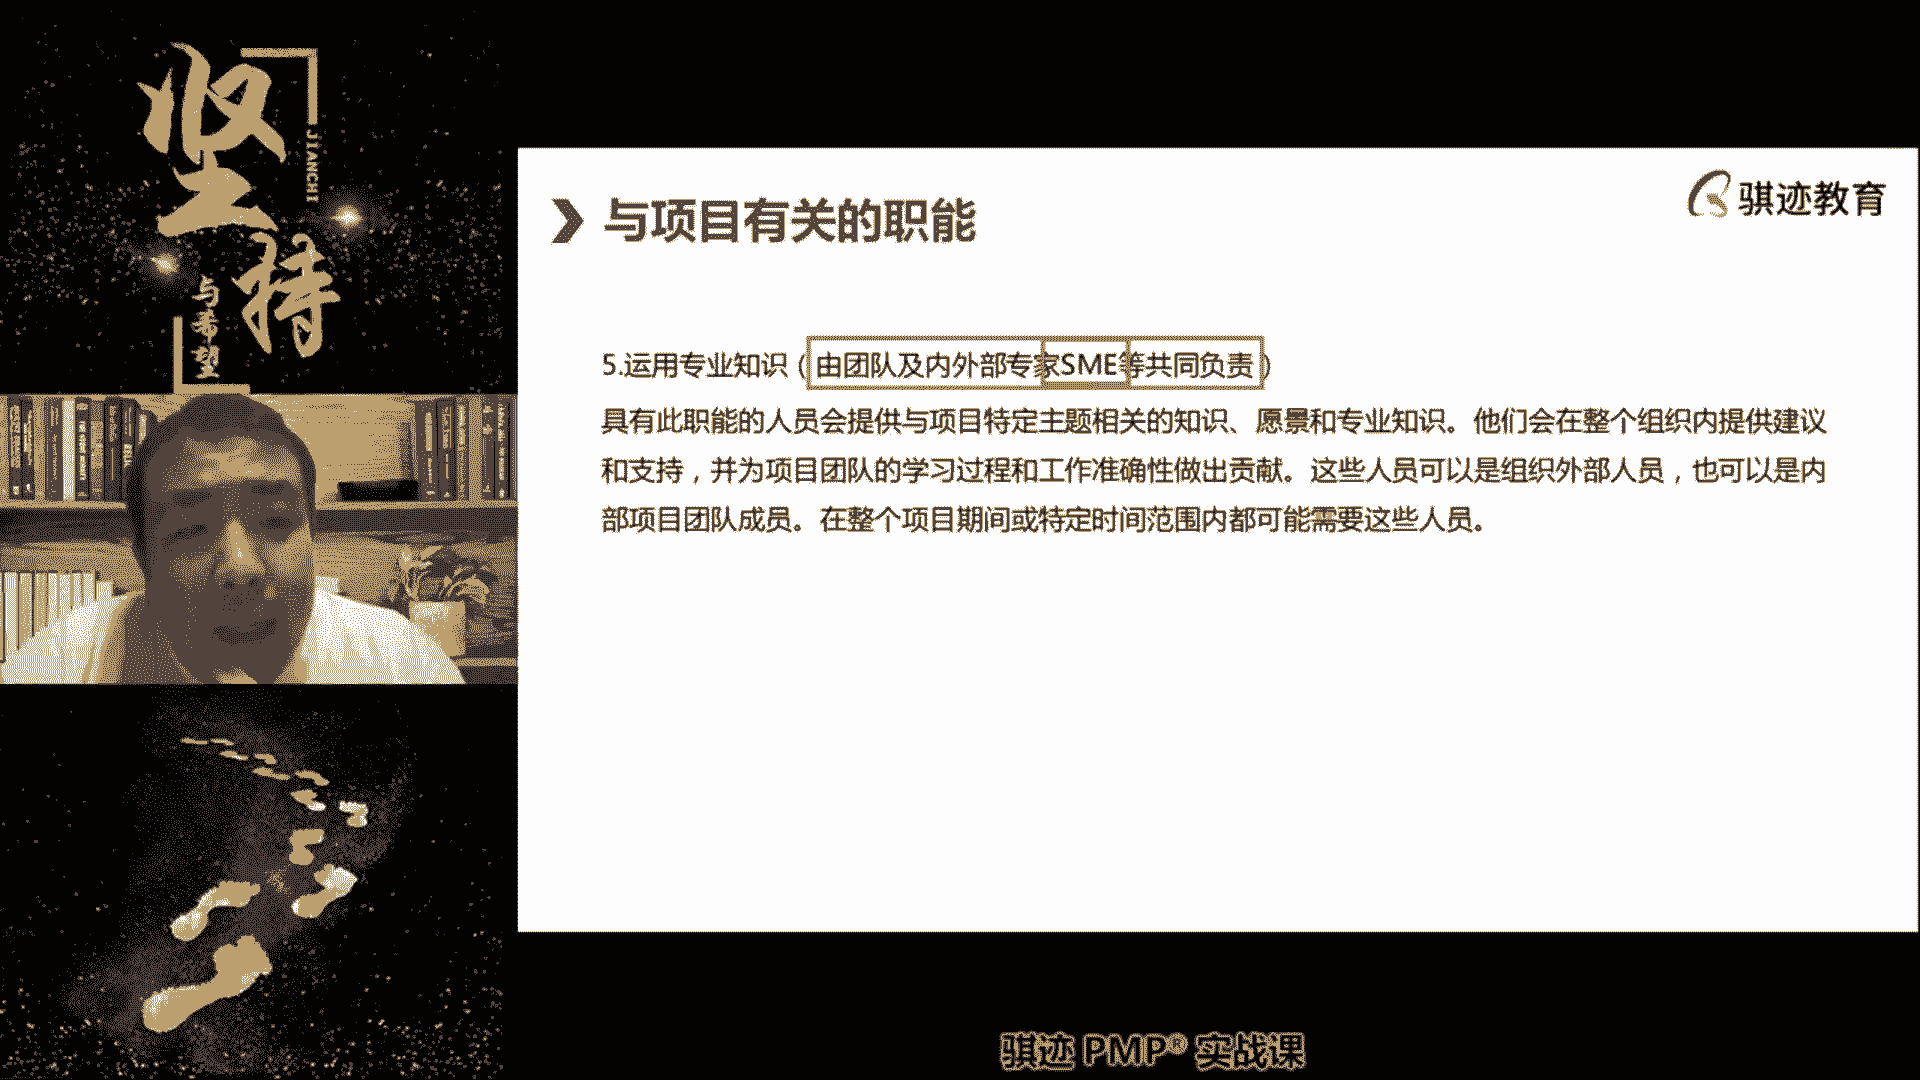 坚持
JIANCHI
与希望
骐迹教育
与项目有关的职能
5.运用专业知识（由团队及内外部专家SME等共同负责）
具有此职能的人员会提供与项目特定主题相关的知识、愿景和专业知识。他们会在整个组织内提供建议
和支持，并为项目团队的学习过程和工作准确性做出贡献。这些人员可以是组织外部人员，也可以是内
部项目团队成员。在整个项目期间或特定时间范围内都可能需要这些人员。
骐迹 PMP® 实战课